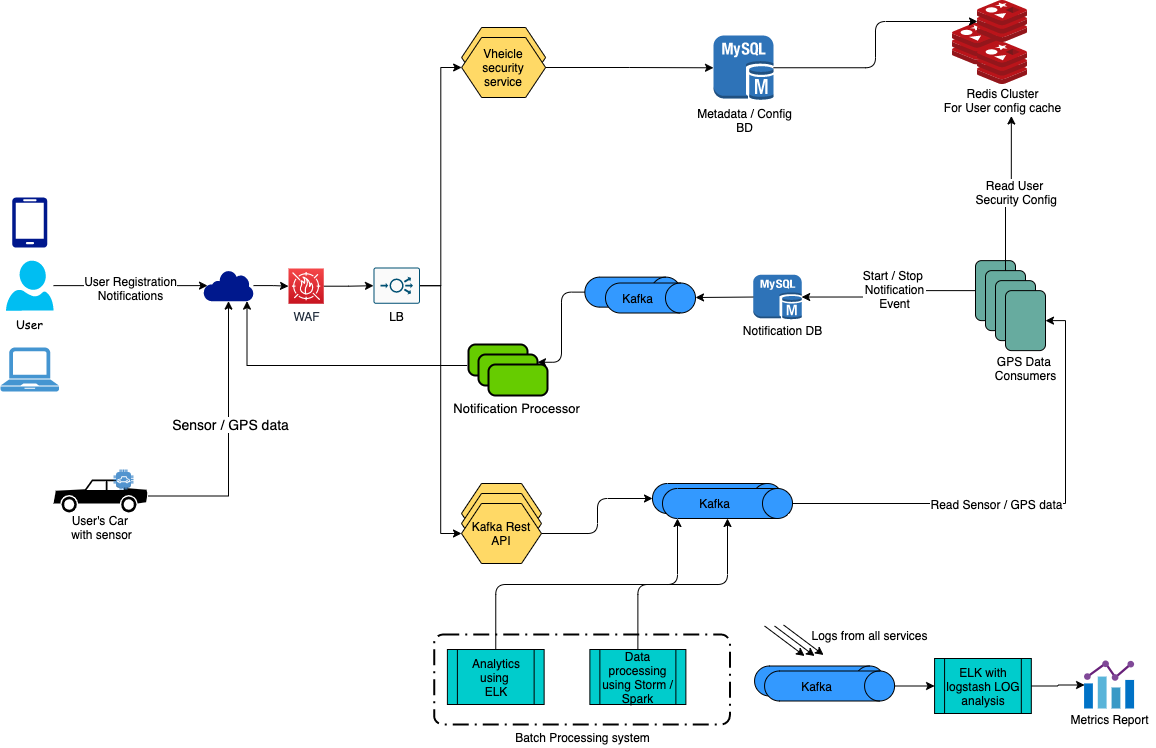 Vheicle
security
service
MySQL
M
Metadata / Config
BD
Redis Cluster
For User config cache
Read User
Security Config
User Registration
Notifications
User
WAF
LB
Kafka
MySQL
M
Notification DB
Start / Stop
Notification
Event
GPS Data
Consumers
Notification Processor
Sensor / GPS data
User's Car
with sensor
Kafka Rest
API
Kafka
Read Sensor / GPS data
Analytics
using
ELK
Data
processing
using Storm /
Spark
Batch Processing system
Logs from all services
Kafka
ELK with
logstash LOG
analysis
Metrics Report